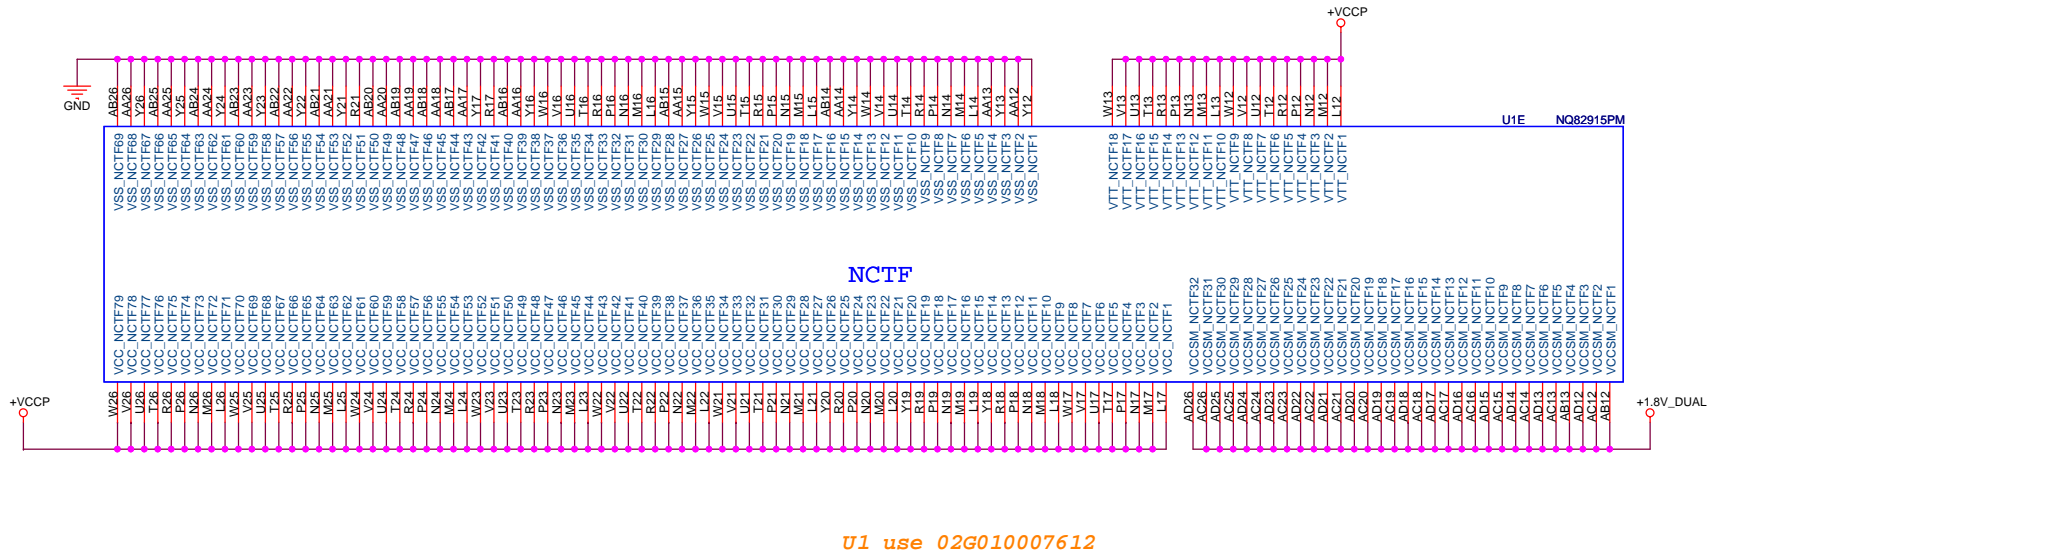 +VCCP
GND
AB26
AA26
Y26
AB25
AA25
Y25
AB24
AA24
Y24
AB23
AA23
Y23
AB22
AA22
Y22
AB21
AA21
Y21
R21
AB20
AA20
AB19
AA19
AB18
AA18
AB17
AA17
Y17
R17
AB16
AA16
Y16
W16
V16
U16
T16
R16
P16
N16
M16
L16
AB15
AA15
Y15
W15
V15
U15
T15
R15
P15
N15
M15
L15
AB14
AA14
Y14
W14
V14
U14
T14
R14
P14
N14
M14
L14
AA13
Y13
AA12
Y12
W13
V13
U13
T13
R13
P13
N13
M13
L13
W12
V12
U12
T12
R12
P12
N12
M12
L12
U1E
NQ82915PM
VSS_NCTF69
VSS_NCTF68
VSS_NCTF67
VSS_NCTF66
VSS_NCTF65
VSS_NCTF64
VSS_NCTF63
VSS_NCTF62
VSS_NCTF61
VSS_NCTF60
VSS_NCTF59
VSS_NCTF58
VSS_NCTF57
VSS_NCTF56
VSS_NCTF55
VSS_NCTF54
VSS_NCTF53
VSS_NCTF52
VSS_NCTF51
VSS_NCTF50
VSS_NCTF49
VSS_NCTF48
VSS_NCTF47
VSS_NCTF46
VSS_NCTF45
VSS_NCTF44
VSS_NCTF43
VSS_NCTF42
VSS_NCTF41
VSS_NCTF40
VSS_NCTF39
VSS_NCTF38
VSS_NCTF37
VSS_NCTF36
VSS_NCTF35
VSS_NCTF34
VSS_NCTF33
VSS_NCTF32
VSS_NCTF31
VSS_NCTF30
VSS_NCTF29
VSS_NCTF28
VSS_NCTF27
VSS_NCTF26
VSS_NCTF25
VSS_NCTF24
VSS_NCTF23
VSS_NCTF22
VSS_NCTF21
VSS_NCTF20
VSS_NCTF19
VSS_NCTF18
VSS_NCTF17
VSS_NCTF16
VSS_NCTF15
VSS_NCTF14
VSS_NCTF13
VSS_NCTF12
VSS_NCTF11
VSS_NCTF10
VSS_NCTF9
VSS_NCTF8
VSS_NCTF7
VSS_NCTF6
VSS_NCTF5
VSS_NCTF4
VSS_NCTF3
VSS_NCTF2
VSS_NCTF1
VTT_NCTF18
VTT_NCTF17
VTT_NCTF16
VTT_NCTF15
VTT_NCTF14
VTT_NCTF13
VTT_NCTF12
VTT_NCTF11
VTT_NCTF10
VTT_NCTF9
VTT_NCTF8
VTT_NCTF7
VTT_NCTF6
VTT_NCTF5
VTT_NCTF4
VTT_NCTF3
VTT_NCTF2
VTT_NCTF1
NCTF
VCC_NCTF79
VCC_NCTF78
VCC_NCTF77
VCC_NCTF76
VCC_NCTF75
VCC_NCTF74
VCC_NCTF73
VCC_NCTF72
VCC_NCTF71
VCC_NCTF70
VCC_NCTF69
VCC_NCTF68
VCC_NCTF67
VCC_NCTF66
VCC_NCTF65
VCC_NCTF64
VCC_NCTF63
VCC_NCTF62
VCC_NCTF61
VCC_NCTF60
VCC_NCTF59
VCC_NCTF58
VCC_NCTF57
VCC_NCTF56
VCC_NCTF55
VCC_NCTF54
VCC_NCTF53
VCC_NCTF52
VCC_NCTF51
VCC_NCTF50
VCC_NCTF49
VCC_NCTF48
VCC_NCTF47
VCC_NCTF46
VCC_NCTF45
VCC_NCTF44
VCC_NCTF43
VCC_NCTF42
VCC_NCTF41
VCC_NCTF40
VCC_NCTF39
VCC_NCTF38
VCC_NCTF37
VCC_NCTF36
VCC_NCTF35
VCC_NCTF34
VCC_NCTF33
VCC_NCTF32
VCC_NCTF31
VCC_NCTF30
VCC_NCTF29
VCC_NCTF28
VCC_NCTF27
VCC_NCTF26
VCC_NCTF25
VCC_NCTF24
VCC_NCTF23
VCC_NCTF22
VCC_NCTF21
VCC_NCTF20
VCC_NCTF19
VCC_NCTF18
VCC_NCTF17
VCC_NCTF16
VCC_NCTF15
VCC_NCTF14
VCC_NCTF13
VCC_NCTF12
VCC_NCTF11
VCC_NCTF10
VCC_NCTF9
VCC_NCTF8
VCC_NCTF7
VCC_NCTF6
VCC_NCTF5
VCC_NCTF4
VCC_NCTF3
VCC_NCTF2
VCC_NCTF1
VCCSM_NCTF32
VCCSM_NCTF31
VCCSM_NCTF30
VCCSM_NCTF29
VCCSM_NCTF28
VCCSM_NCTF27
VCCSM_NCTF26
VCCSM_NCTF25
VCCSM_NCTF24
VCCSM_NCTF23
VCCSM_NCTF22
VCCSM_NCTF21
VCCSM_NCTF20
VCCSM_NCTF19
VCCSM_NCTF18
VCCSM_NCTF17
VCCSM_NCTF16
VCCSM_NCTF15
VCCSM_NCTF14
VCCSM_NCTF13
VCCSM_NCTF12
VCCSM_NCTF11
VCCSM_NCTF10
VCCSM_NCTF9
VCCSM_NCTF8
VCCSM_NCTF7
VCCSM_NCTF6
VCCSM_NCTF5
VCCSM_NCTF4
VCCSM_NCTF3
VCCSM_NCTF2
VCCSM_NCTF1
+VCCP
W26
V26
U26
T26
R26
P26
N26
M26
L26
W25
V25
U25
T25
R25
P25
N25
M25
L25
W24
V24
U24
T24
R24
P24
N24
M24
L24
W23
V23
U23
T23
R23
P23
N23
M23
L23
W22
V22
U22
T22
R22
P22
N22
M22
L22
W21
V21
U21
T21
P21
N21
M21
L21
Y20
R20
P20
N20
M20
L20
Y19
R19
P19
N19
M19
L19
Y18
R18
P18
N18
M18
L18
W17
V17
U17
T17
P17
N17
M17
L17
AD26
AC26
AD25
AC25
AD24
AC24
AD23
AC23
AD22
AC22
AD21
AC21
AD20
AC20
AD19
AC19
AD18
AC18
AD17
AC17
AD16
AC16
AD15
AC15
AD14
AC14
AD13
AC13
AB13
AD12
AC12
AB12
+1.8V_DUAL
U1 use 02G010007612